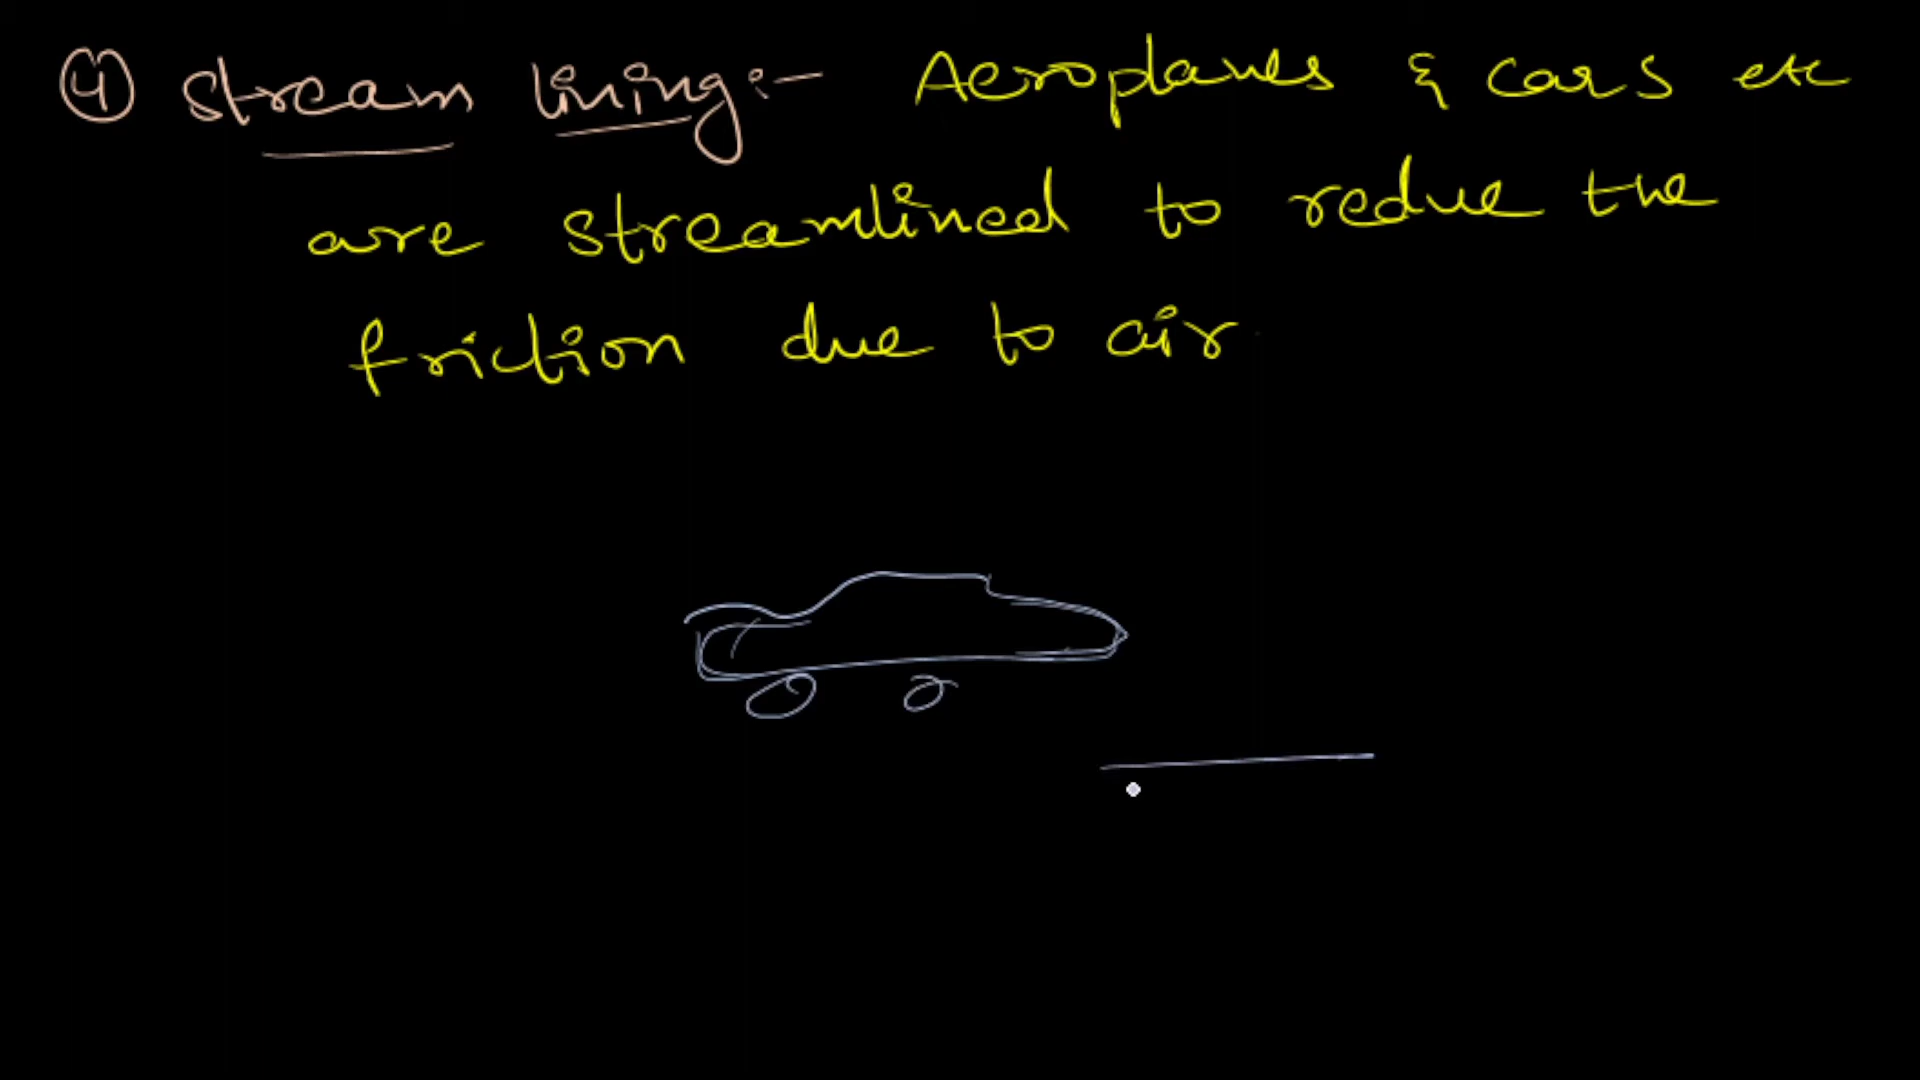 ④ Stream lining:- Aeroplanes & cars etc
are streamlined to redue the
friction due to air